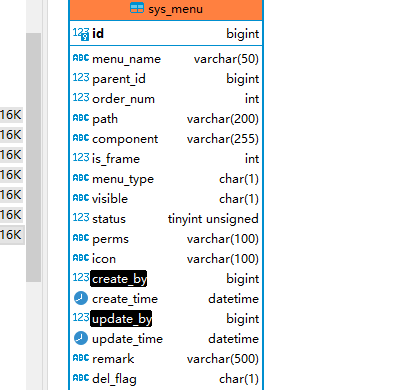 sys_menu
123 id bigint
ABC menu_name varchar(50)
123 parent_id bigint
123 order_num int
ABC path varchar(200)
16K
ABC component varchar(255)
16K
123 is_frame int
16K
ABC menu_type char(1)
16K
ABC visible char(1)
16K
123 status tinyint unsigned
16K
ABC perms varchar(100)
16K
ABC icon varchar(100)
123 create_by bigint
create_time datetime
123 update_by bigint
update_time datetime
ABC remark varchar(500)
ABC del_flag char(1)